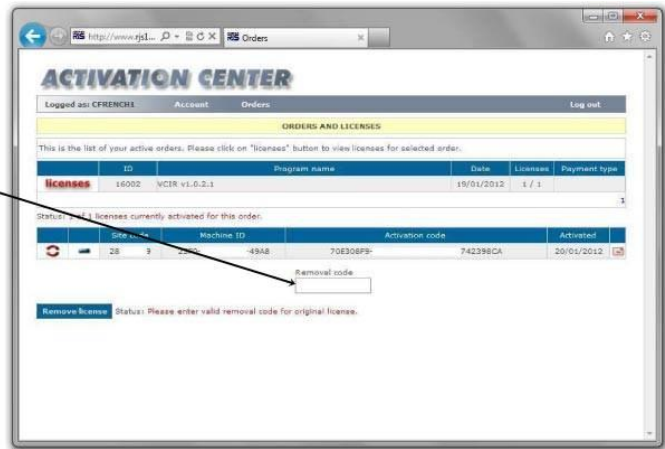 http://www.rjsl... Orders
ACTIVATION CENTER
Logged as: CFRENCH1 Account Orders Log out
ORDERS AND LICENSES
This is the list of your active orders. Please click on "licenses" button to view licenses for selected order.
ID Program name Date Licenses Payment type
licenses 16002 VCIR v1.0.2.1 19/01/2012 1 / 1
1
Status: of 1 licenses currently activated for this order.
Site code Machine ID Activation code Activated
28 9 -49A8 70E308F9- 742398CA 20/01/2012
Removal code
Remove license Status: Please enter valid removal code for original license.